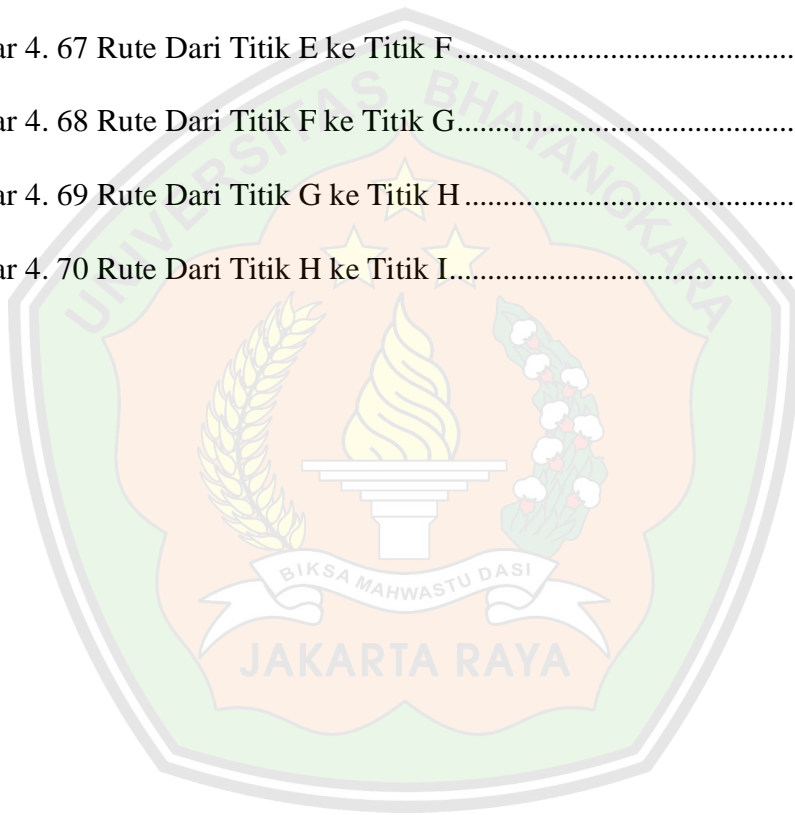 ar 4. 67 Rute Dari Titik E ke Titik F........................................
ar 4. 68 Rute Dari Titik F ke Titik G........................................
ar 4. 69 Rute Dari Titik G ke Titik H.......................................
ar 4. 70 Rute Dari Titik H ke Titik I.........................................
UNIVERSITAS BHAYANGKARA
BIKSA MAHWASTU DASI
JAKARTA RAYA